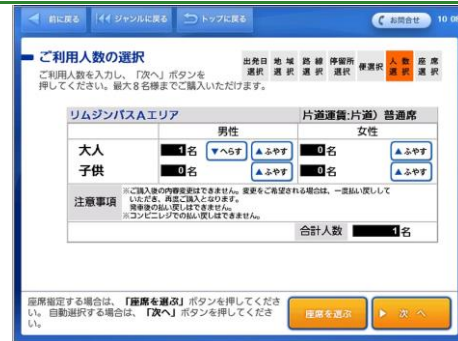 前に戻る ジャンルに戻る トップに戻る お問合せ 10
ご利用人数の選択
ご利用人数を入力し、「次へ」ボタンを
押してください。最大8名様までご購入いただけます。
出発日選択 地域選択 路線選択 停留所選択 便選択 人数選択 座席選択
リムジンバスAエリア 片道運賃:片道) 普通席
男性 女性
大人 1名 ▼へらす ▲ふやす 0名 ▲ふやす
子供 0名 ▲ふやす 0名 ▲ふやす
注意事項
※ご購入後の内容変更はできません。変更をご希望される場合は、一度払い戻しして
いただき、再度ご購入となります。
発車後の払い戻しはできません。
※コンビニレジでの払い戻しはできません。
合計人数 1名
座席指定する場合は、「座席を選ぶ」ボタンを押してくださ
い。自動選択する場合は、「次へ」ボタンを押してくださ
い。
座席を選ぶ 次へ